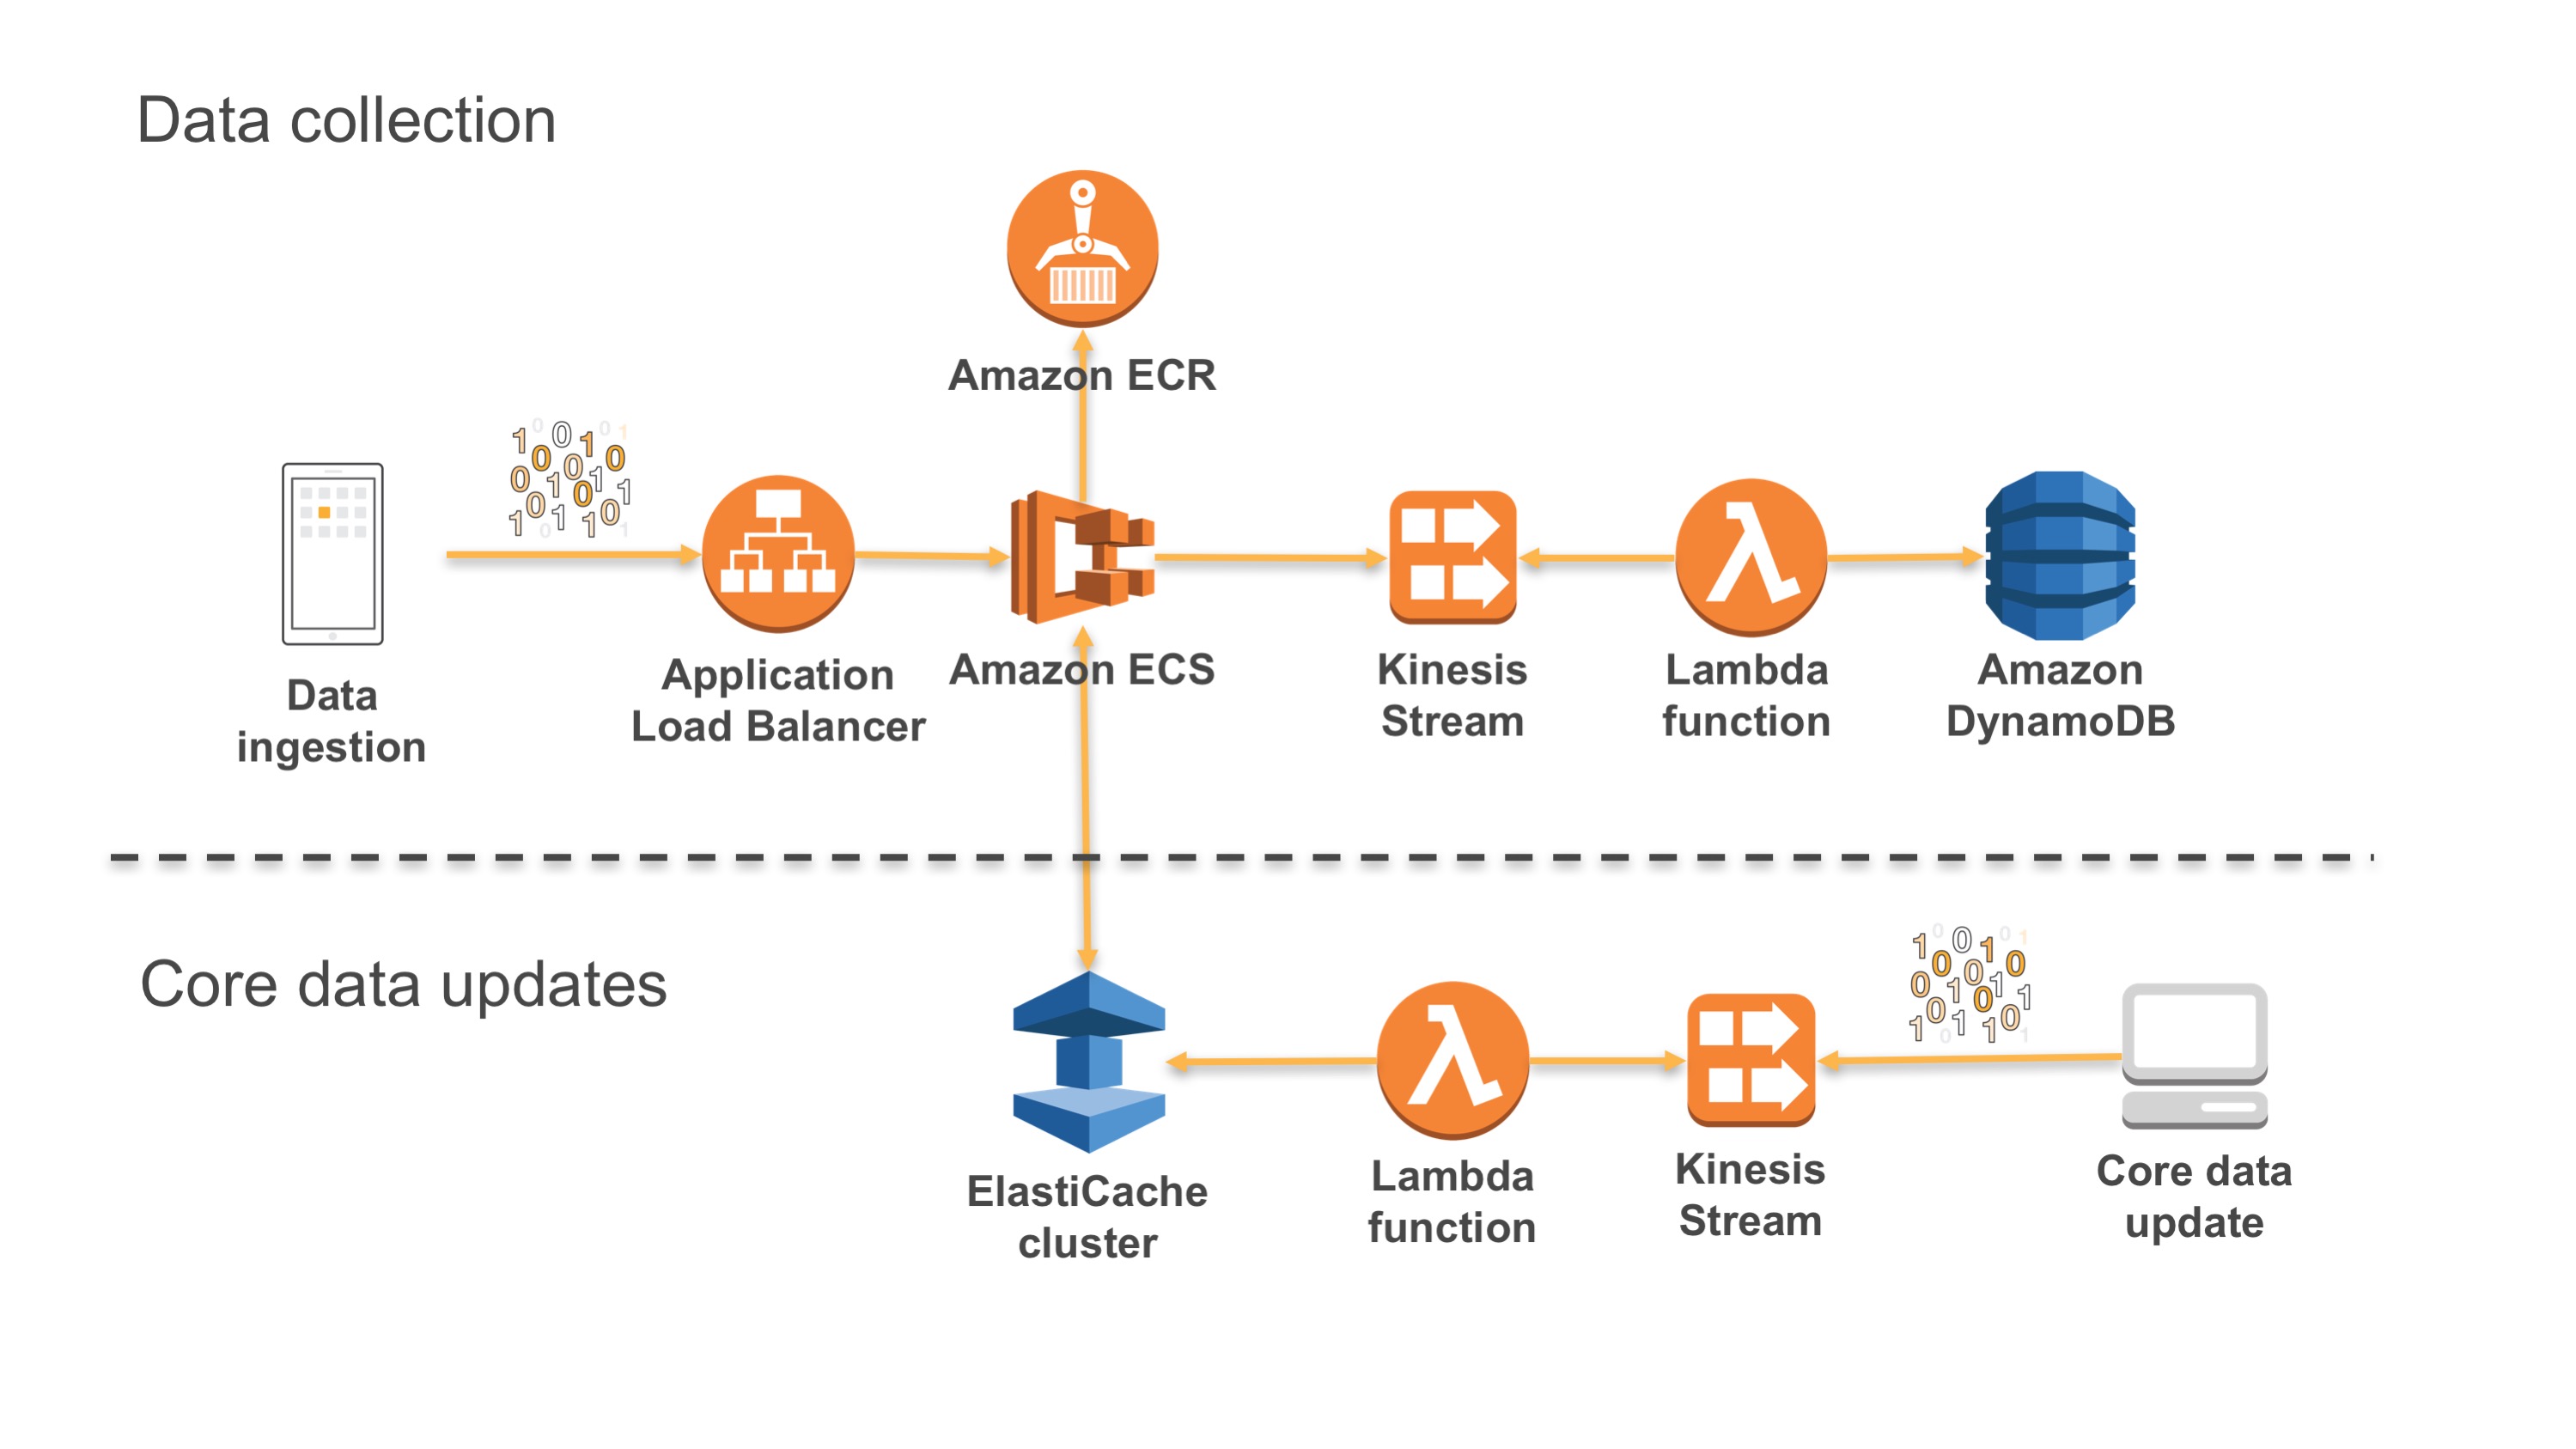 Data collection
Amazon ECR
Data
ingestion
Application
Load Balancer
Amazon ECS
Kinesis
Stream
Lambda
function
Amazon
DynamoDB
Core data updates
ElastiCache
cluster
Lambda
function
Kinesis
Stream
Core data
update